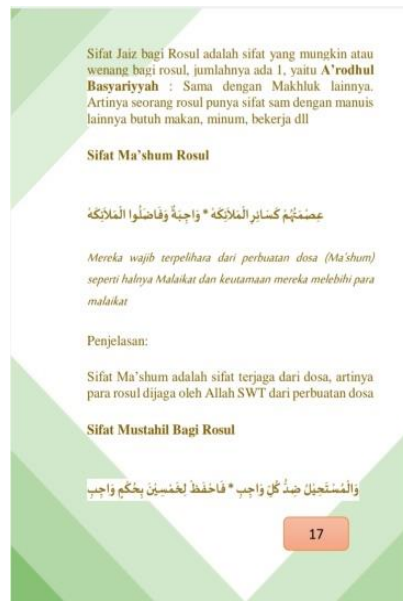 Sifat Jaiz bagi Rosul adalah sifat yang mungkin atau
wenang bagi rosul, jumlahnya ada 1, yaitu A'rodhul
Basyariyyah : Sama dengan Makhluk lainnya.
Artinya seorang rosul punya sifat sam dengan manuis
lainnya butuh makan, minum, bekerja dll
Sifat Ma'shum Rosul
عِصْمَتُهُمْ كَسَائِرِ الْمَلَائِكَهْ * وَاجِبَةٌ وَفَاضَلُوا الْمَلَائِكَهْ
Mereka wajib terpelihara dari perbuatan dosa (Ma'shum)
seperti halnya Malaikat dan keutamaan mereka melebihi para
malaikat
Penjelasan:
Sifat Ma'shum adalah sifat terjaga dari dosa, artinya
para rosul dijaga oleh Allah SWT dari perbuatan dosa
Sifat Mustahil Bagi Rosul
وَالْمُسْتَحِيْلُ ضِدُّ كُلِّ وَاجِبِ * فَاحْفَظْ لِخَمْسِيْنَ بِحُكْمٍ وَاجِبِ
17